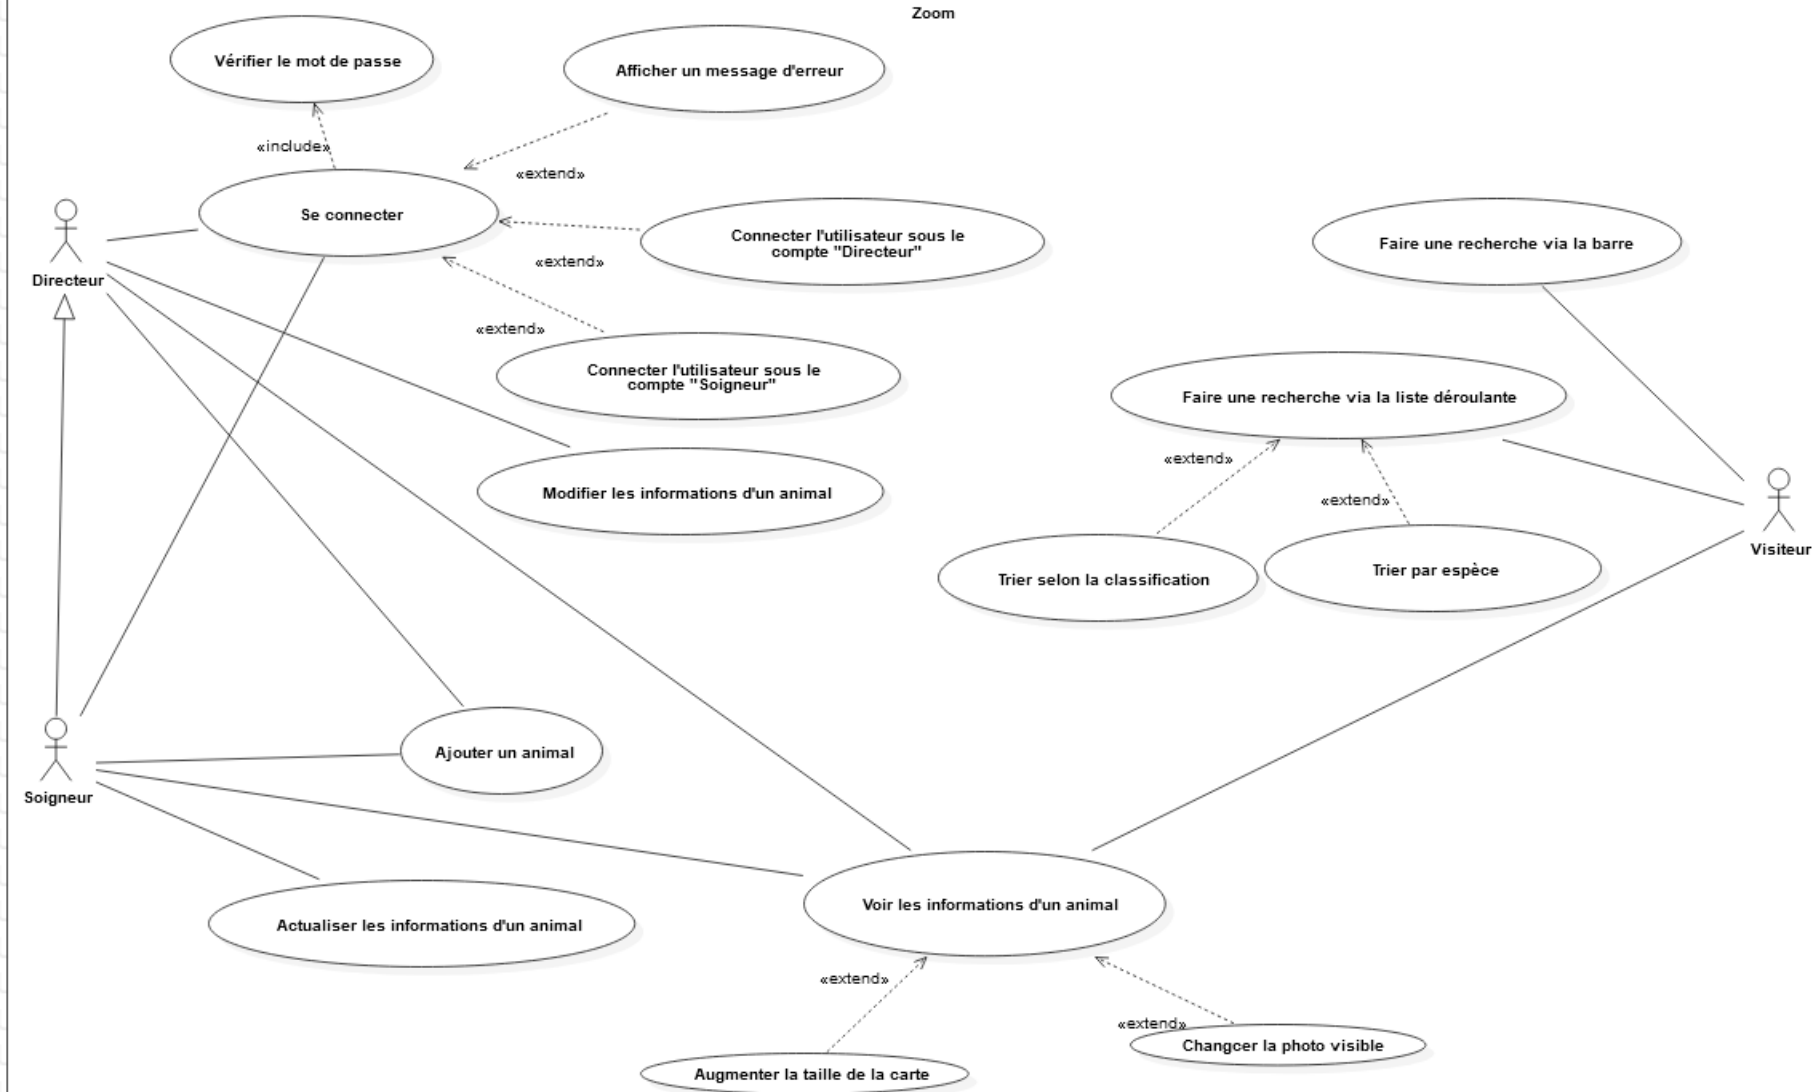 Zoom
Vérifier le mot de passe
Afficher un message d'erreur
«include»
«extend»
Se connecter
Connecter l'utilisateur sous le
compte "Directeur"
Faire une recherche via la barre
«extend»
Directeur
«extend»
Connecter l'utilisateur sous le
compte "Soigneur"
Faire une recherche via la liste déroulante
«extend»
Modifier les informations d'un animal
«extend»
Visiteur
Trier selon la classification
Trier par espèce
Ajouter un animal
Soigneur
Voir les informations d'un animal
Actualiser les informations d'un animal
«extend»
«extend»
Changcer la photo visible
Augmenter la taille de la carte